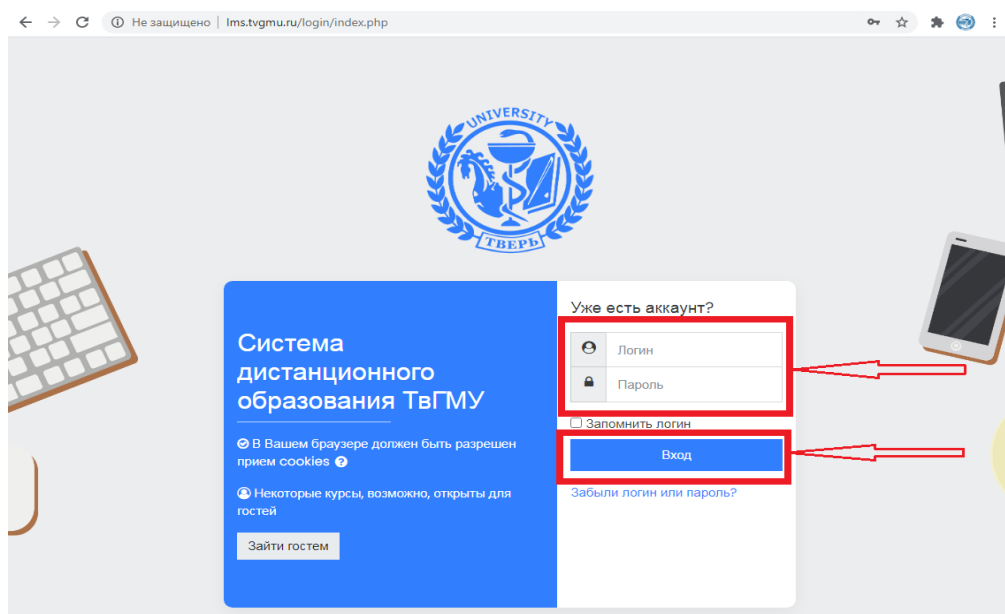 Не защищено | lms.tvgmu.ru/login/index.php
UNIVERSITY
ТВЕРЬ
Уже есть аккаунт?
Логин
Пароль
Запомнить логин
Вход
Забыли логин или пароль?
Система
дистанционного
образования ТвГМУ
В Вашем браузере должен быть разрешен
прием cookies
Некоторые курсы, возможно, открыты для
гостей
Зайти гостем